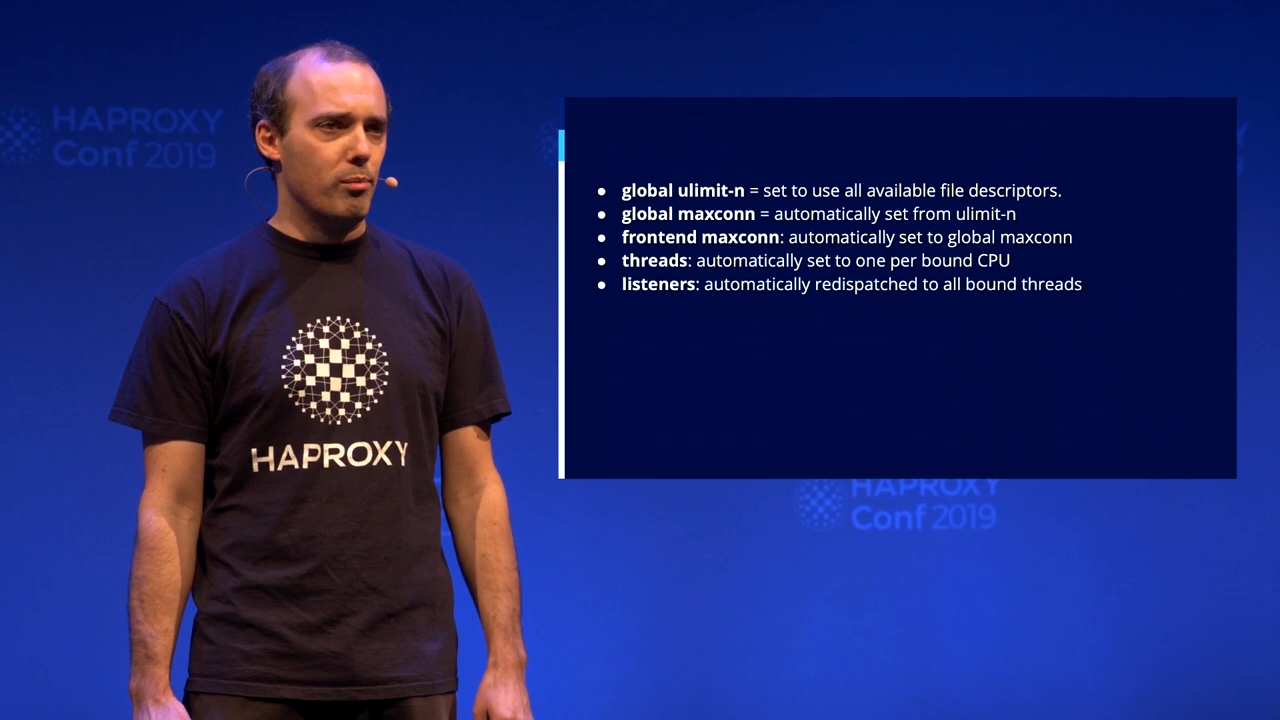 HAPROXY
Conf 2019
● global ulimit-n = set to use all available file descriptors.
● global maxconn = automatically set from ulimit-n
● frontend maxconn: automatically set to global maxconn
● threads: automatically set to one per bound CPU
● listeners: automatically redispatched to all bound threads
HAPROXY
HAPROXY
Conf 2019